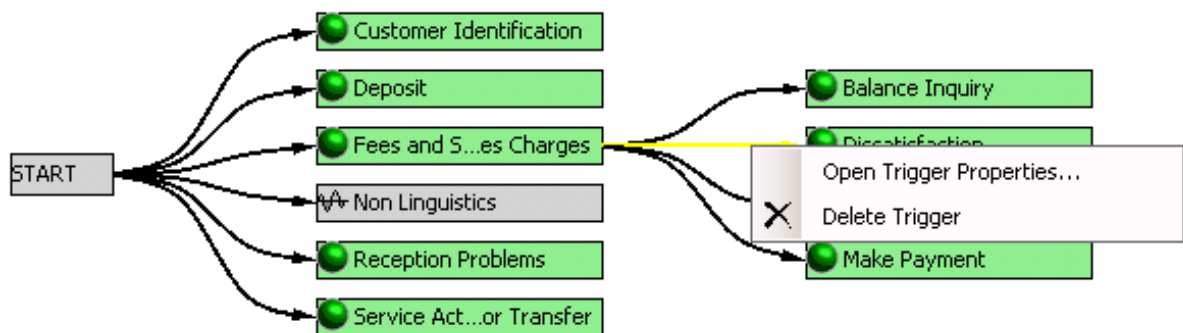 START
Customer Identification
Deposit
Fees and S...es Charges
Non Linguistics
Reception Problems
Service Act...or Transfer
Balance Inquiry
Dissatisfaction
Open Trigger Properties...
Delete Trigger
Make Payment